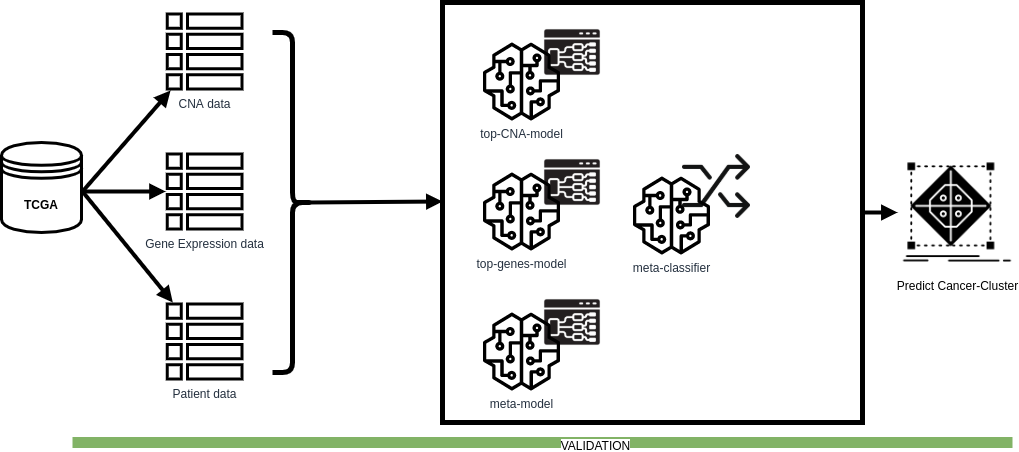 CNA data
TCGA
Gene Expression data
Patient data
top-CNA-model
top-genes-model
meta-model
meta-classifier
Predict Cancer-Cluster
VALIDATION